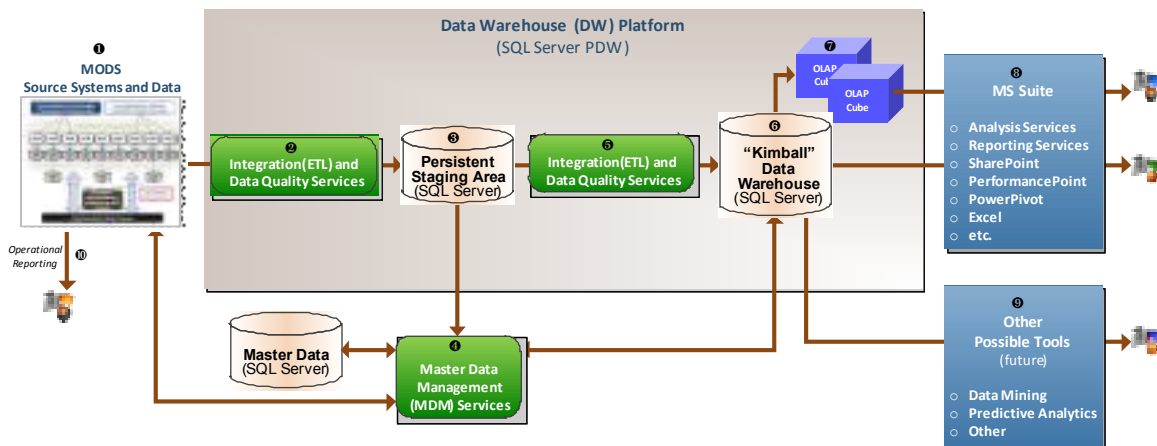 Data Warehouse (DW) Platform
(SQL Server PDW)
❶
MODS
Source Systems and Data
❷
Integration(ETL) and
Data Quality Services
❸
Persistent
Staging Area
(SQL Server)
❺
Integration(ETL) and
Data Quality Services
❻
“Kimball”
Data
Warehouse
(SQL Server)
❼
OLAP
OLAP
Cube
❽
MS Suite
Analysis Services
Reporting Services
SharePoint
PerformancePoint
PowerPivot
Excel
etc.
Operational
Reporting
❿
Master Data
(SQL Server)
❹
Master Data
Management
(MDM) Services
❾
Other
Possible Tools
(future)
Data Mining
Predictive Analytics
Other